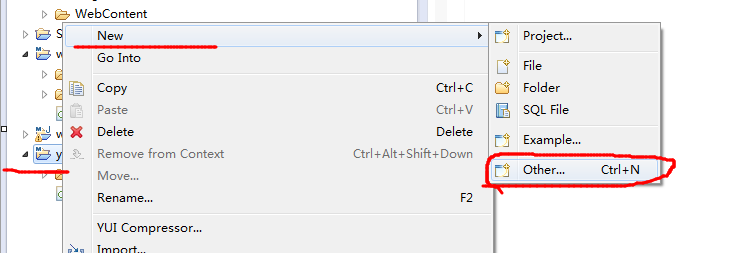 WebContent
S
w
w
y
New
Go Into
Copy Ctrl+C
Paste Ctrl+V
Delete Delete
Remove from Context Ctrl+Alt+Shift+Down
Move...
Rename... F2
YUI Compressor...
Import...
Project...
File
Folder
SQL File
Example...
Other... Ctrl+N